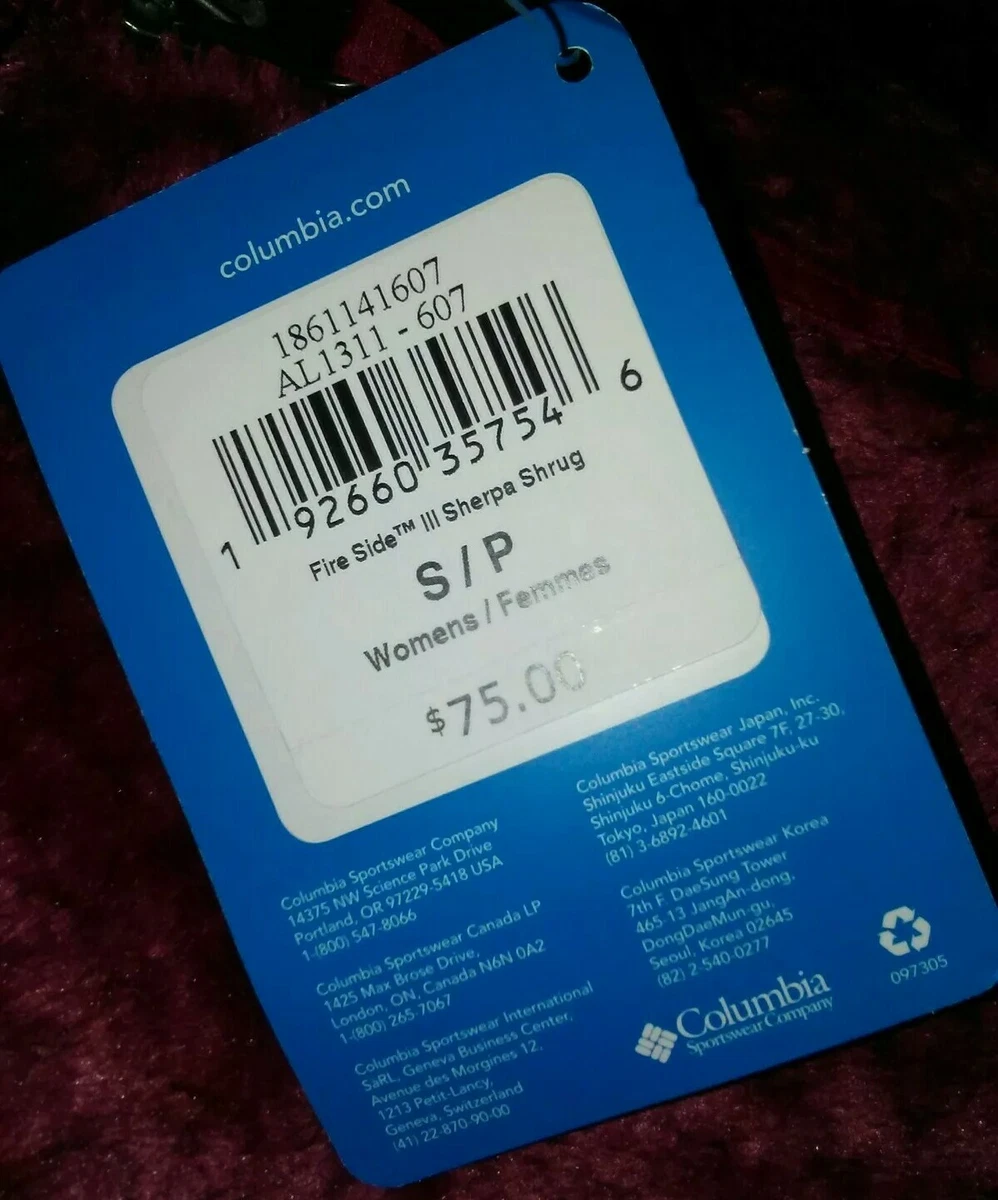 columbia.com
1861141607
AL1311 - 607
1 92660 35754 6
Fire Side™ III Sherpa Shrug
S / P
Womens / Femmes
$75.00
Columbia Sportswear Company
14375 NW Science Park Drive
Portland, OR 97229-5418 USA
1-(800) 547-8066
Columbia Sportswear Canada LP
1425 Max Brose Drive,
London, ON, Canada N6N 0A2
1-(800) 265-7067
Columbia Sportswear International
SaRL, Geneva Business Center,
Avenue des Morgines 12,
1213 Petit-Lancy,
Geneva, Switzerland
(41) 22-870-90-00
Columbia Sportswear Japan, Inc.
Shinjuku Eastside Square 7F, 27-30,
Shinjuku 6-Chome, Shinjuku-ku
Tokyo, Japan 160-0022
(81) 3-6892-4601
Columbia Sportswear Korea
7th F DaeSung Tower
465-13 JangAn-dong,
DongDaeMun-gu,
Seoul, Korea 02645
(82) 2-540-0277
Columbia
Sportswear Company
097305